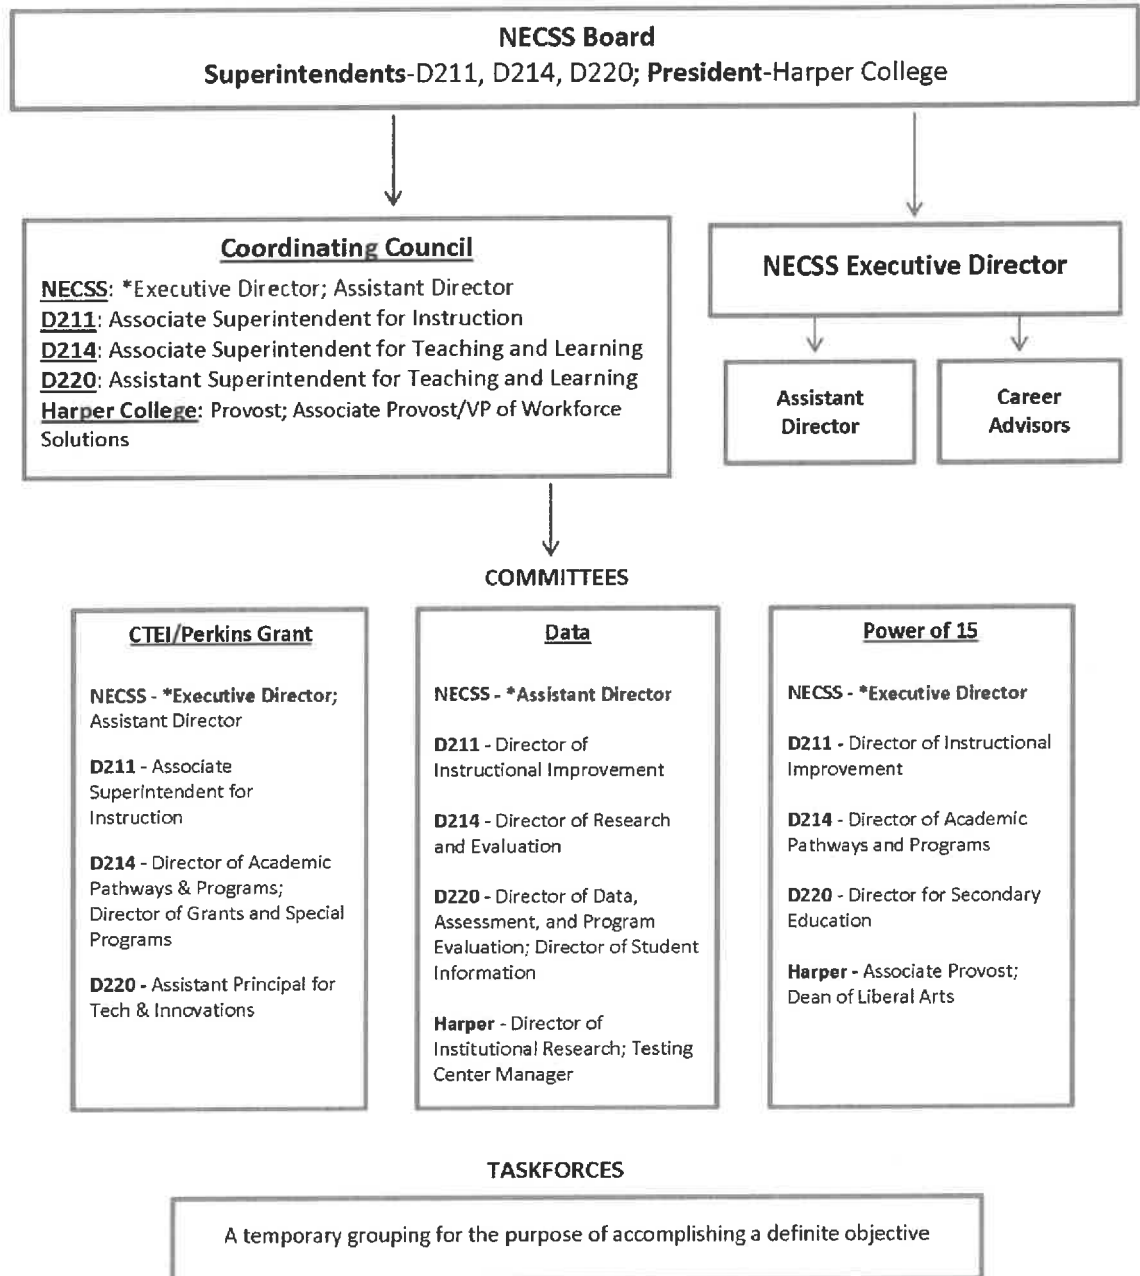 NECSS Board
Superintendents-D211, D214, D220; President-Harper College
Coordinating Council
NECSS: *Executive Director; Assistant Director
D211: Associate Superintendent for Instruction
D214: Associate Superintendent for Teaching and Learning
D220: Assistant Superintendent for Teaching and Learning
Harper College: Provost; Associate Provost/VP of Workforce
Solutions
NECSS Executive Director
Assistant
Director
Career
Advisors
COMMITTEES
CTEI/Perkins Grant
NECSS - *Executive Director;
Assistant Director
D211 - Associate
Superintendent for
Instruction
D214 - Director of Academic
Pathways & Programs;
Director of Grants and Special
Programs
D220 - Assistant Principal for
Tech & Innovations
Data
NECSS - *Assistant Director
D211 - Director of
Instructional Improvement
D214 - Director of Research
and Evaluation
D220 - Director of Data,
Assessment, and Program
Evaluation; Director of Student
Information
Harper - Director of
Institutional Research; Testing
Center Manager
Power of 15
NECSS - *Executive Director
D211 - Director of Instructional
Improvement
D214 - Director of Academic
Pathways and Programs
D220 - Director for Secondary
Education
Harper - Associate Provost;
Dean of Liberal Arts
TASKFORCES
A temporary grouping for the purpose of accomplishing a definite objective